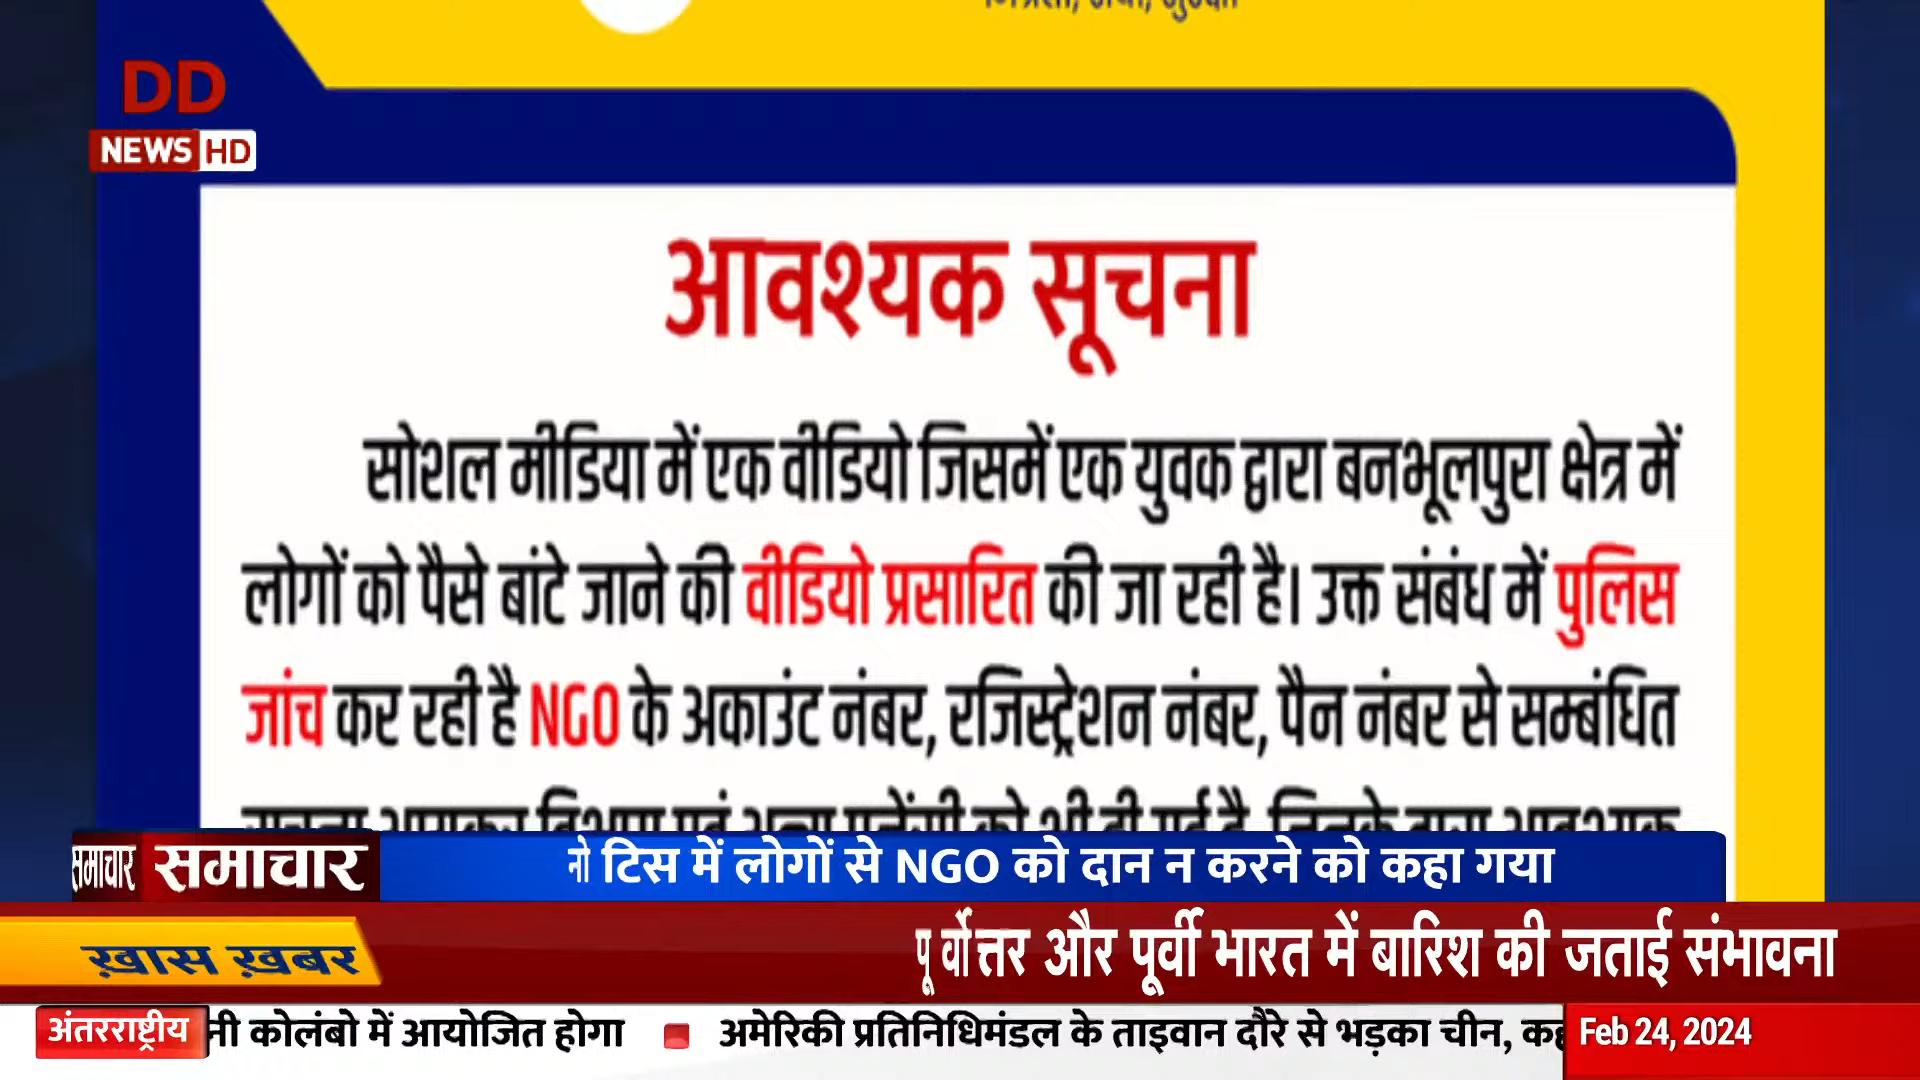 DD
NEWS HD
आवश्यक सूचना
सोशल मीडिया में एक वीडियो जिसमें एक युवक द्वारा बनभूलपुरा क्षेत्र में
लोगों को पैसे बांटे जाने की वीडियो प्रसारित की जा रही है। उक्त संबंध में पुलिस
जांच कर रही है NGO के अकाउंट नंबर, रजिस्ट्रेशन नंबर, पैन नंबर से सम्बंधित
समाचार समाचार
नोटिस में लोगों से NGO को दान न करने को कहा गया
ख़ास ख़बर
पूर्वोत्तर और पूर्वी भारत में बारिश की जताई संभावना
अंतरराष्ट्रीय
नी कोलंबो में आयोजित होगा
अमेरिकी प्रतिनिधिमंडल के ताइवान दौरे से भड़का चीन,
Feb 24, 2024